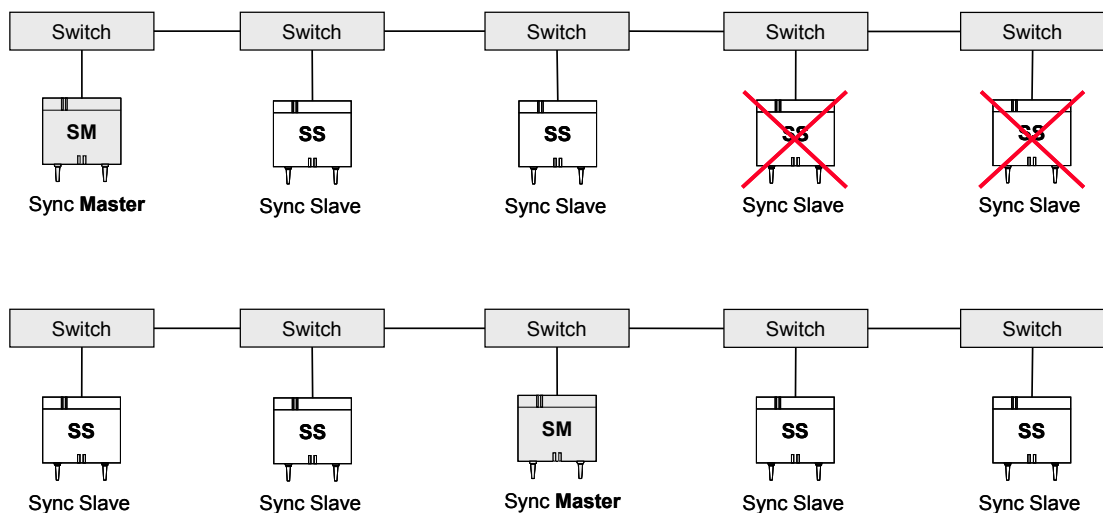 Switch Switch Switch Switch Switch
SM SS SS SS SS
Sync Master Sync Slave Sync Slave Sync Slave Sync Slave
Switch Switch Switch Switch Switch
SS SS SM SS SS
Sync Slave Sync Slave Sync Master Sync Slave Sync Slave